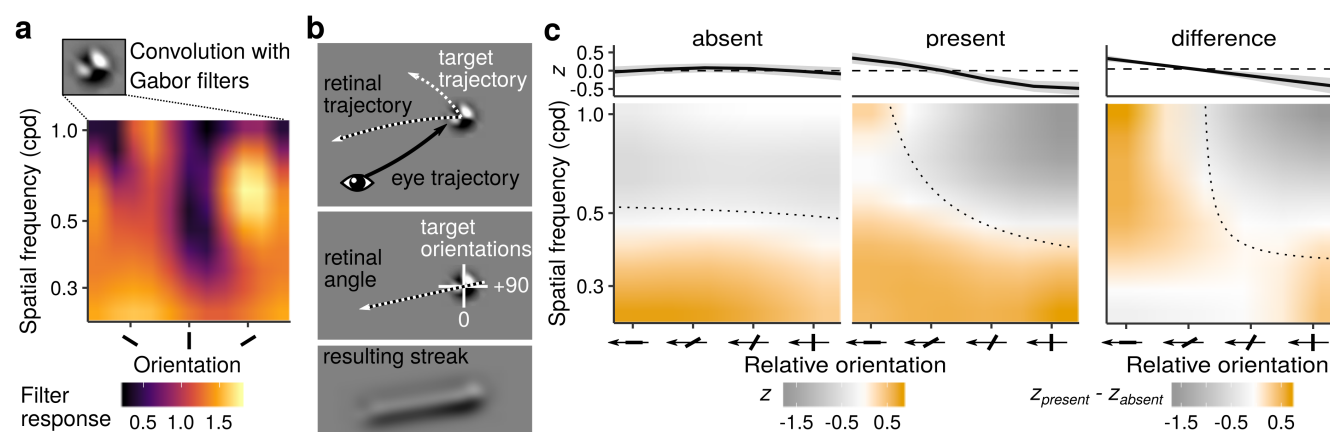 a
Convolution with
Gabor filters
Spatial frequency (cpd)
1.0
0.5
0.3
Orientation
Filter
response
0.5 1.0 1.5
b
target
trajectory
retinal
trajectory
eye trajectory
target
orientations
retinal
angle
+90
0
resulting streak
c
absent present difference
z
0.5
0.0
-0.5
Spatial frequency (cpd)
1.0
0.5
0.3
Relative orientation Relative orientation
z
-1.5 -0.5 0.5
zpresent - zabsent
-1.5 -0.5 0.5